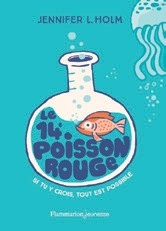 JENNIFER L. HOLM
Le
14e
POISSON
ROUGE
SI TU Y CROIS, TOUT EST POSSIBLE
Flammarion jeunesse